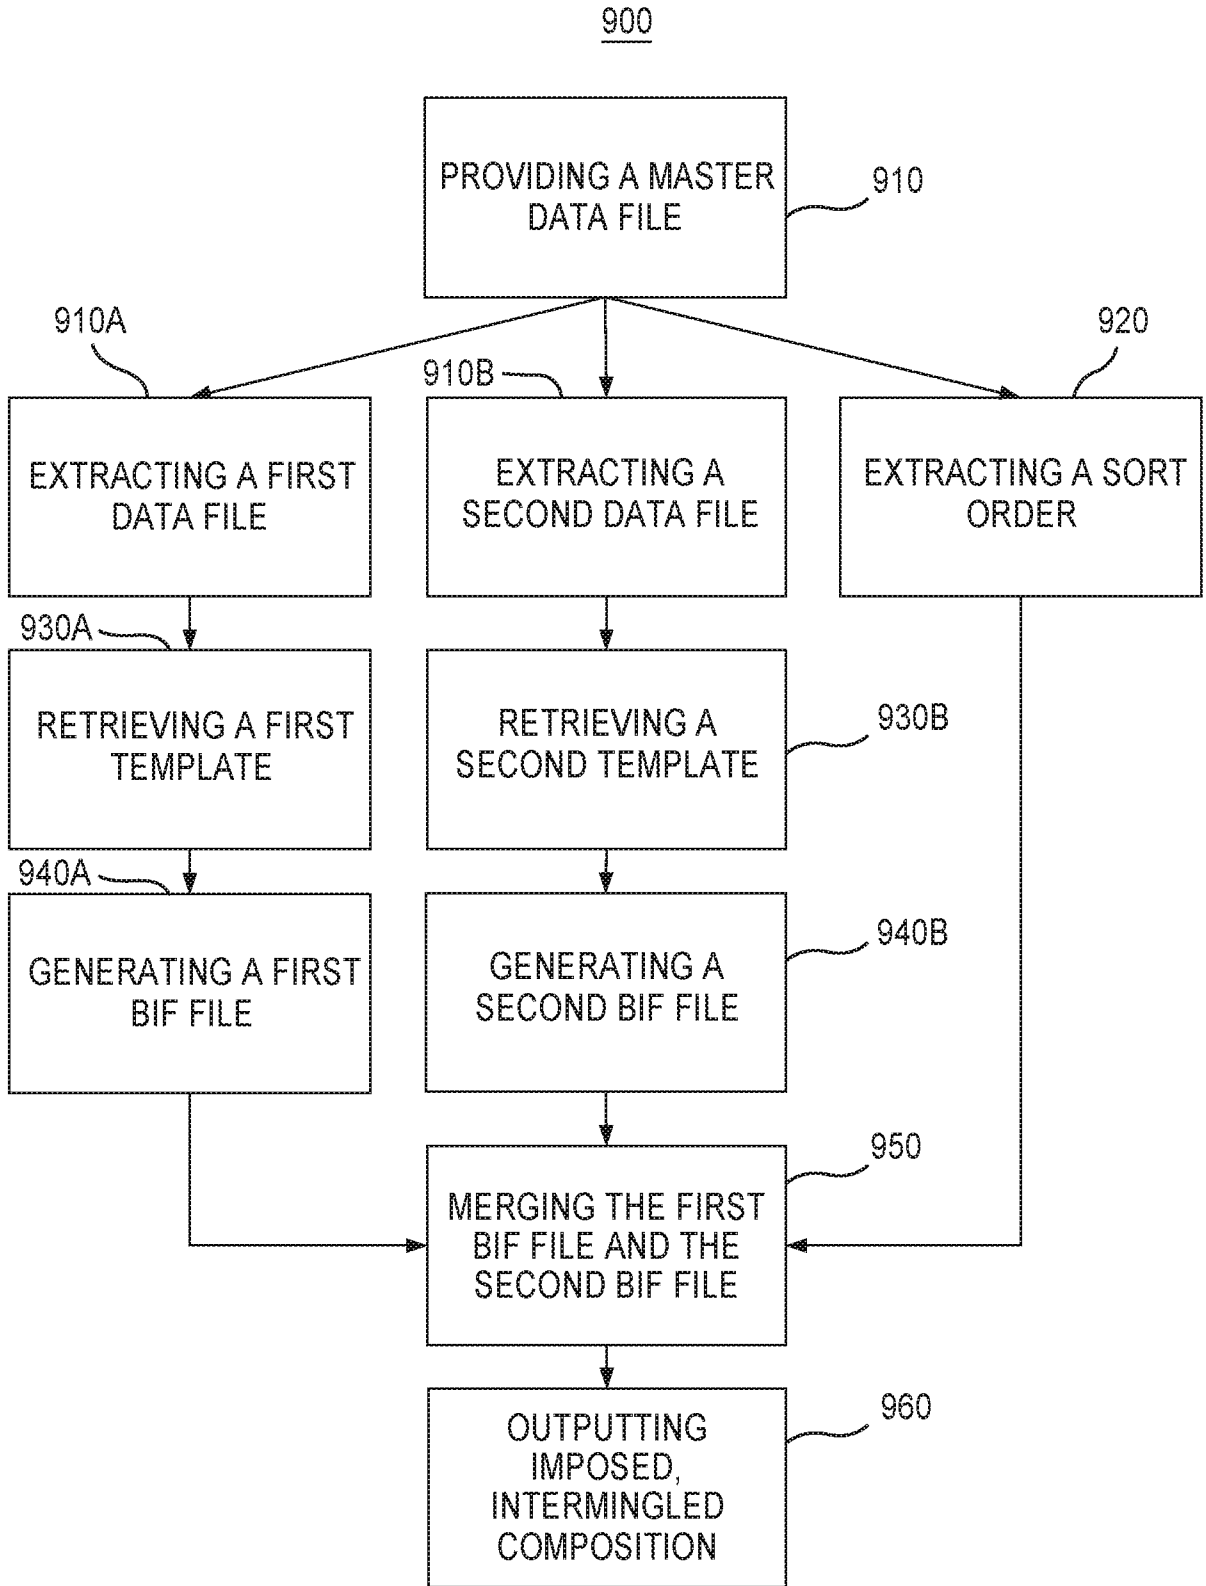 900
PROVIDING A MASTER
DATA FILE
910
910A
910B
920
EXTRACTING A FIRST
DATA FILE
EXTRACTING A
SECOND DATA FILE
EXTRACTING A SORT
ORDER
930A
RETRIEVING A FIRST
TEMPLATE
RETRIEVING A
SECOND TEMPLATE
930B
940A
GENERATING A FIRST
BIF FILE
GENERATING A
SECOND BIF FILE
940B
950
MERGING THE FIRST
BIF FILE AND THE
SECOND BIF FILE
960
OUTPUTTING
IMPOSED,
INTERMINGLED
COMPOSITION